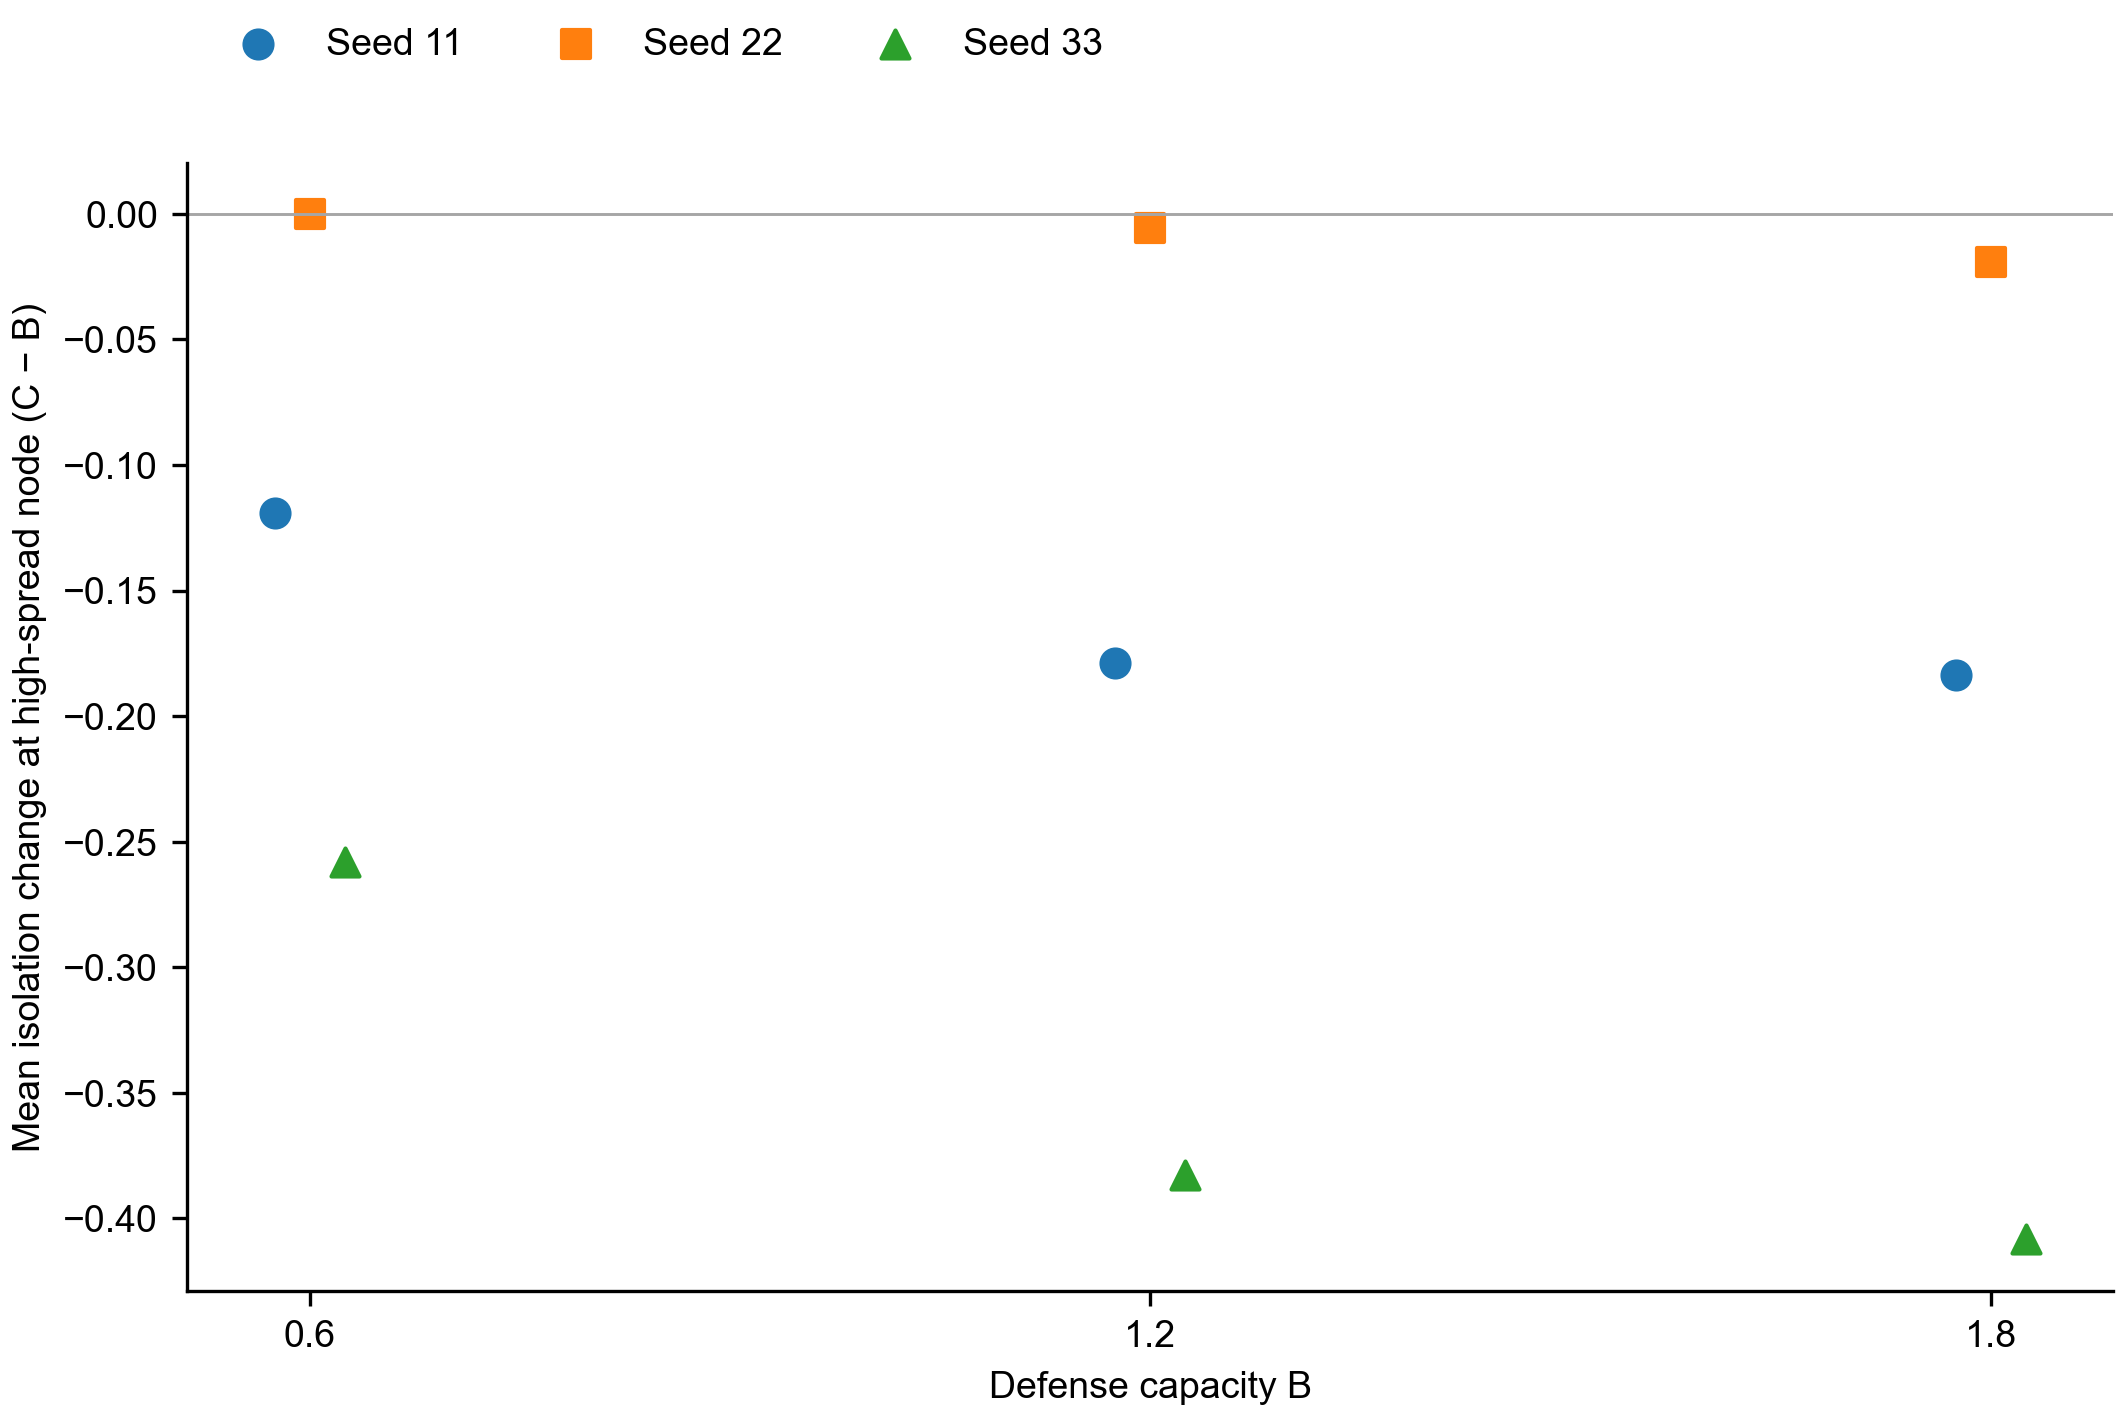 Seed 11 Seed 22 Seed 33
Mean isolation change at high-spread node (C − B)
0.00
−0.05
−0.10
−0.15
−0.20
−0.25
−0.30
−0.35
−0.40
0.6 1.2 1.8
Defense capacity B